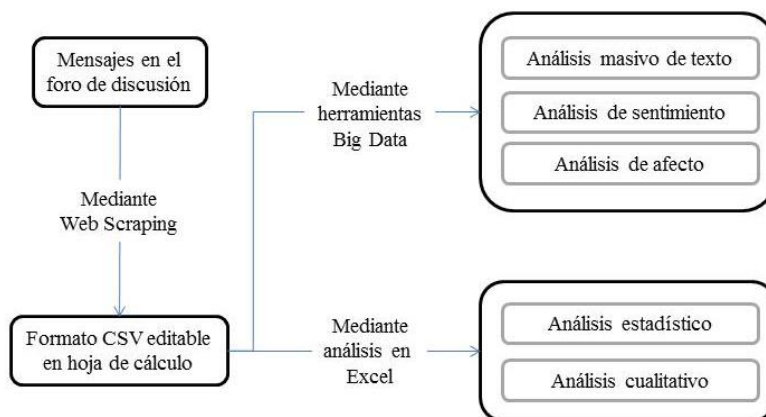 Mensajes en el
foro de discusión
Mediante
Web Scraping
Formato CSV editable
en hoja de cálculo
Mediante
herramientas
Big Data
Análisis masivo de texto
Análisis de sentimiento
Análisis de afecto
Mediante
análisis en
Excel
Análisis estadístico
Análisis cualitativo